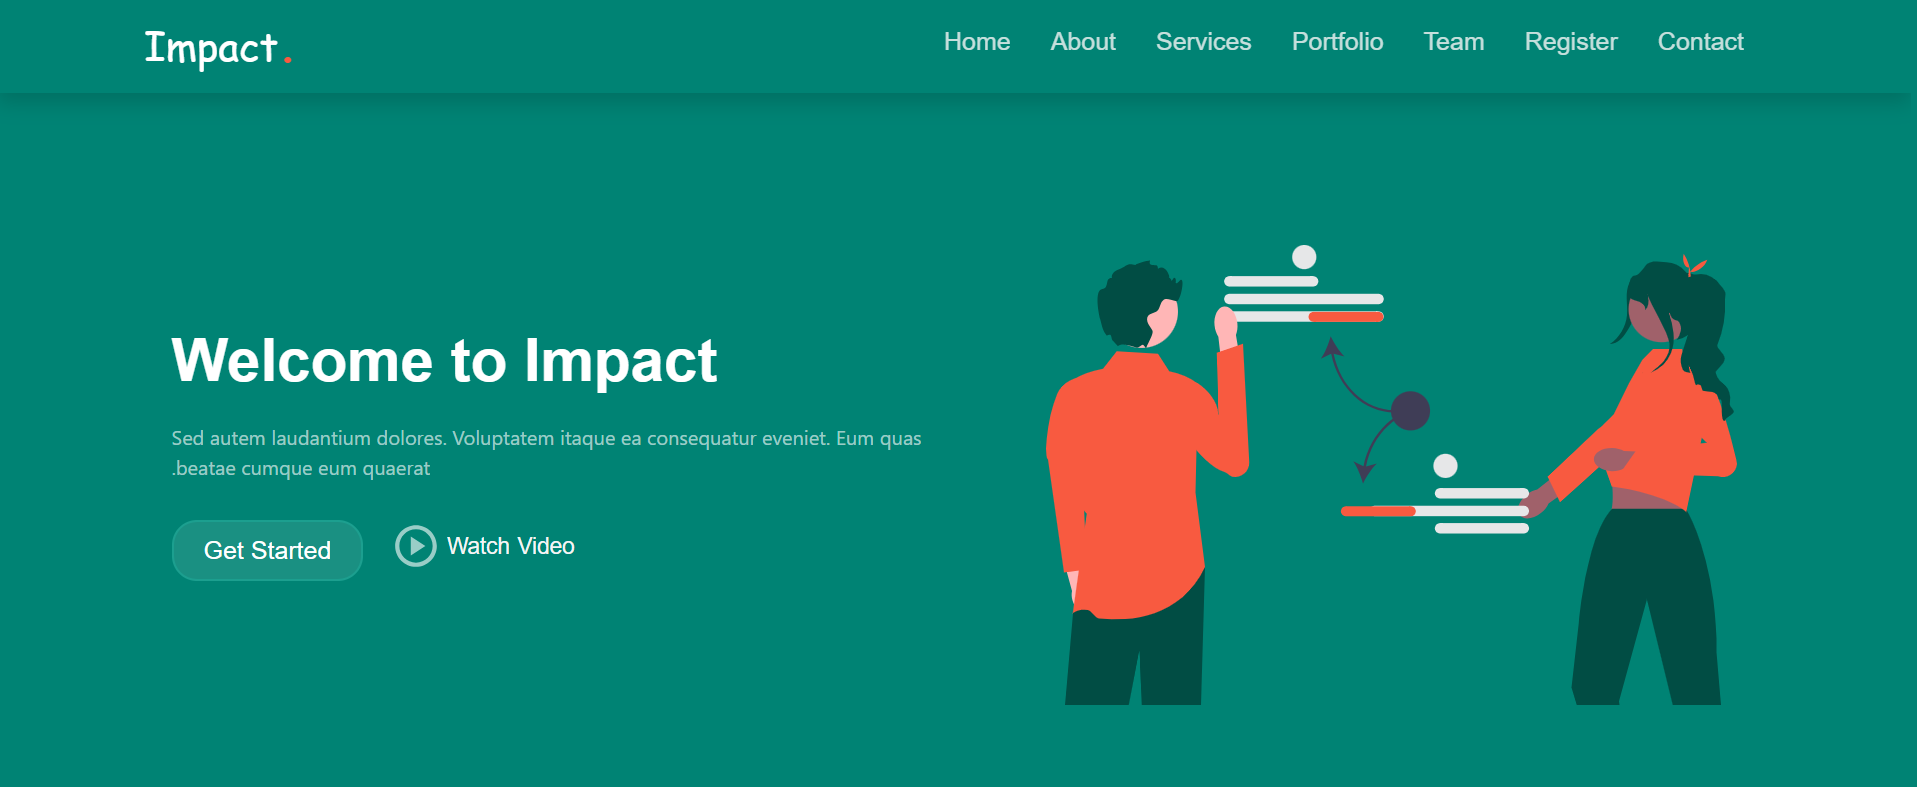 Impact.
Home About Services Portfolio Team Register Contact
Welcome to Impact
Sed autem laudantium dolores. Voluptatem itaque ea consequatur eveniet. Eum quas
.beatae cumque eum quaerat
Get Started
Watch Video